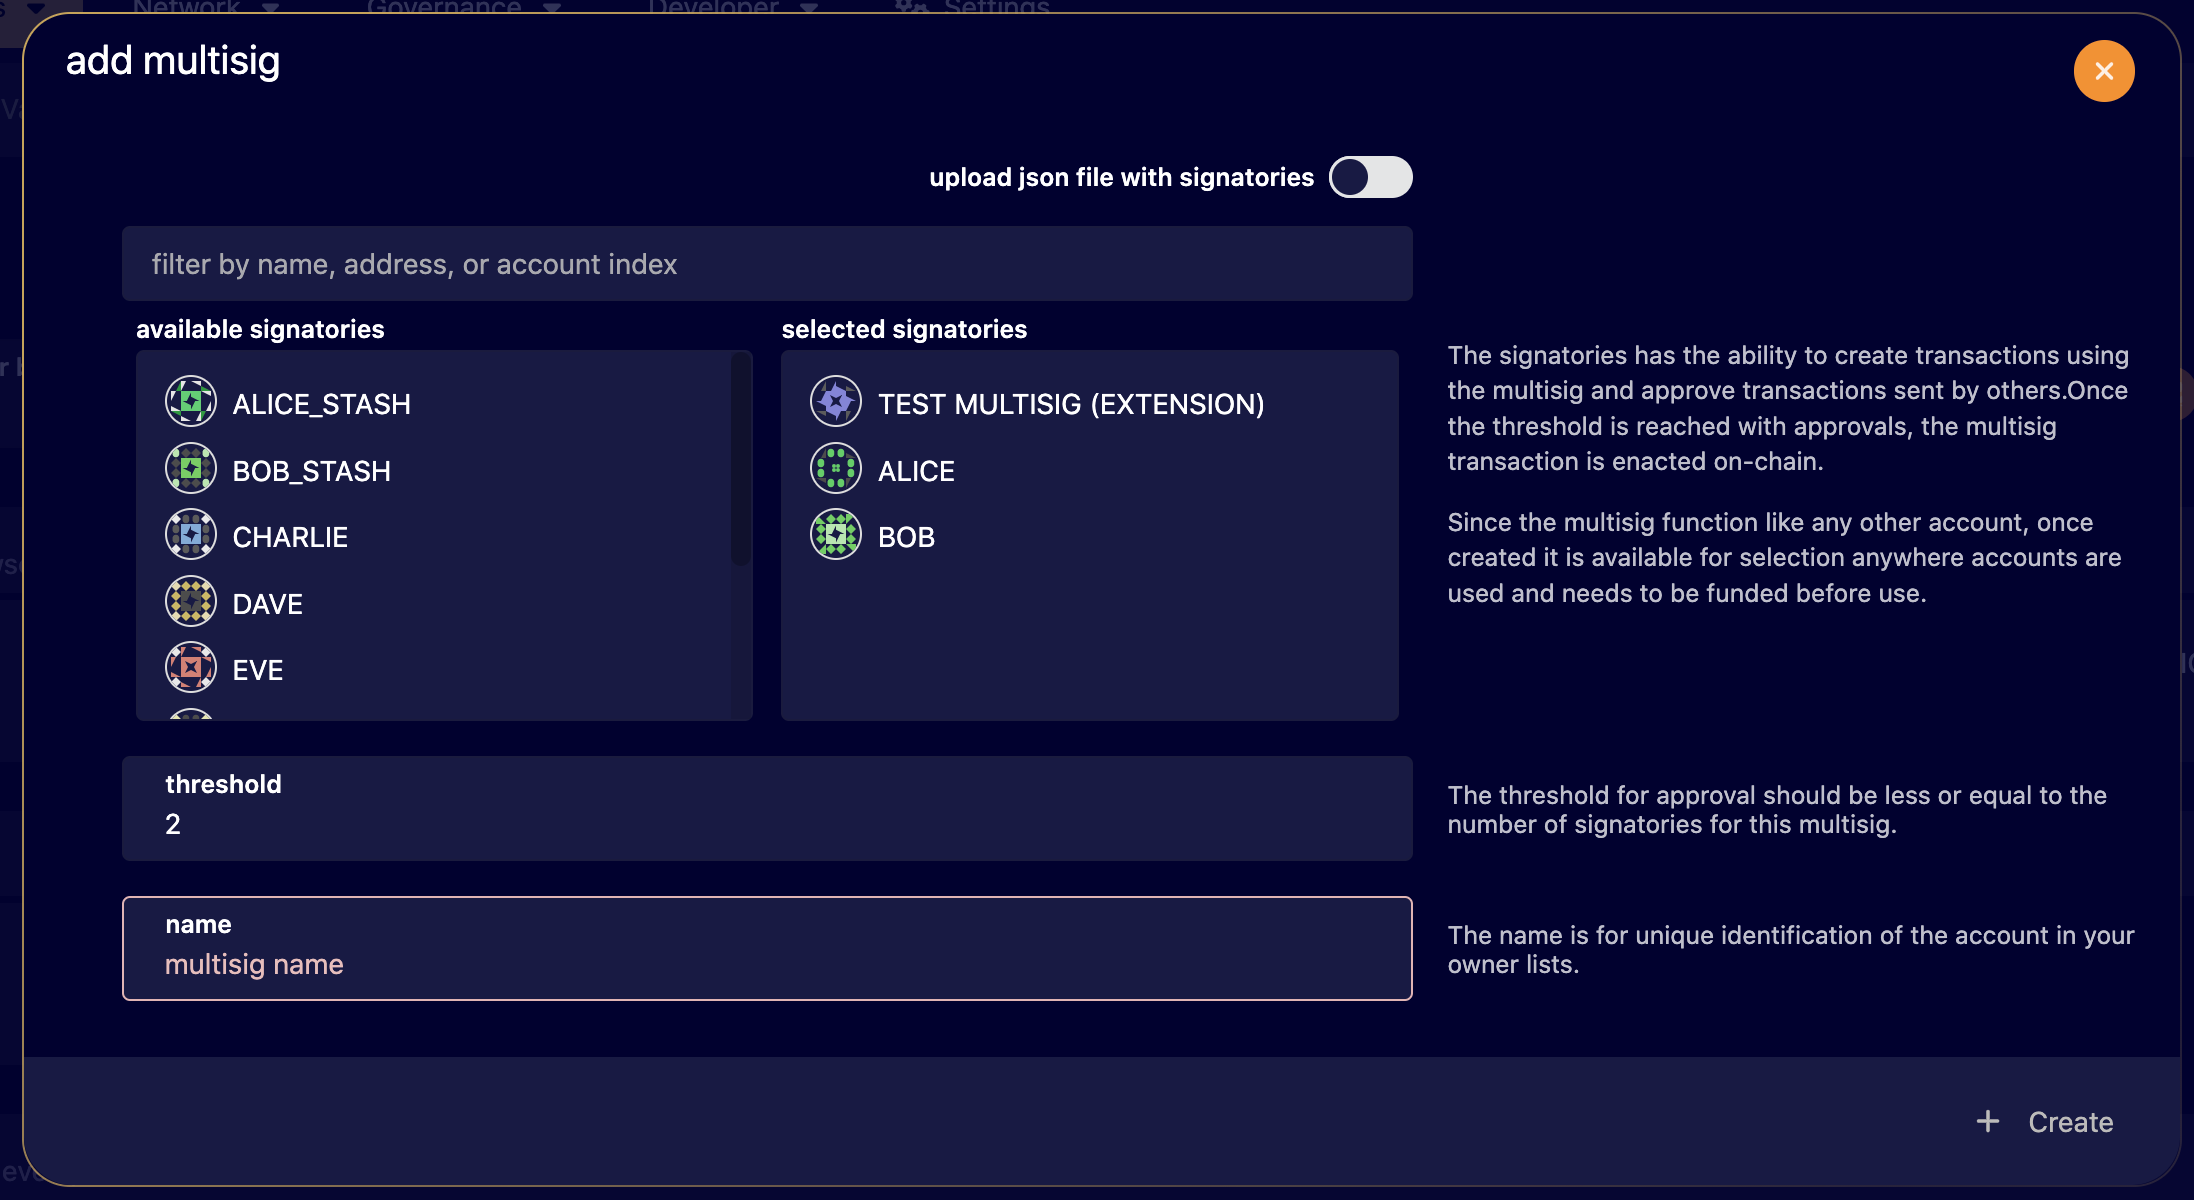 Network
Governance
Developer
Settings
add multisig
upload json file with signatories
filter by name, address, or account index
available signatories
selected signatories
ALICE_STASH
BOB_STASH
CHARLIE
DAVE
EVE
TEST MULTISIG (EXTENSION)
ALICE
BOB
The signatories has the ability to create transactions using
the multisig and approve transactions sent by others.Once
the threshold is reached with approvals, the multisig
transaction is enacted on-chain.
Since the multisig function like any other account, once
created it is available for selection anywhere accounts are
used and needs to be funded before use.
threshold
2
The threshold for approval should be less or equal to the
number of signatories for this multisig.
name
multisig name
The name is for unique identification of the account in your
owner lists.
+ Create